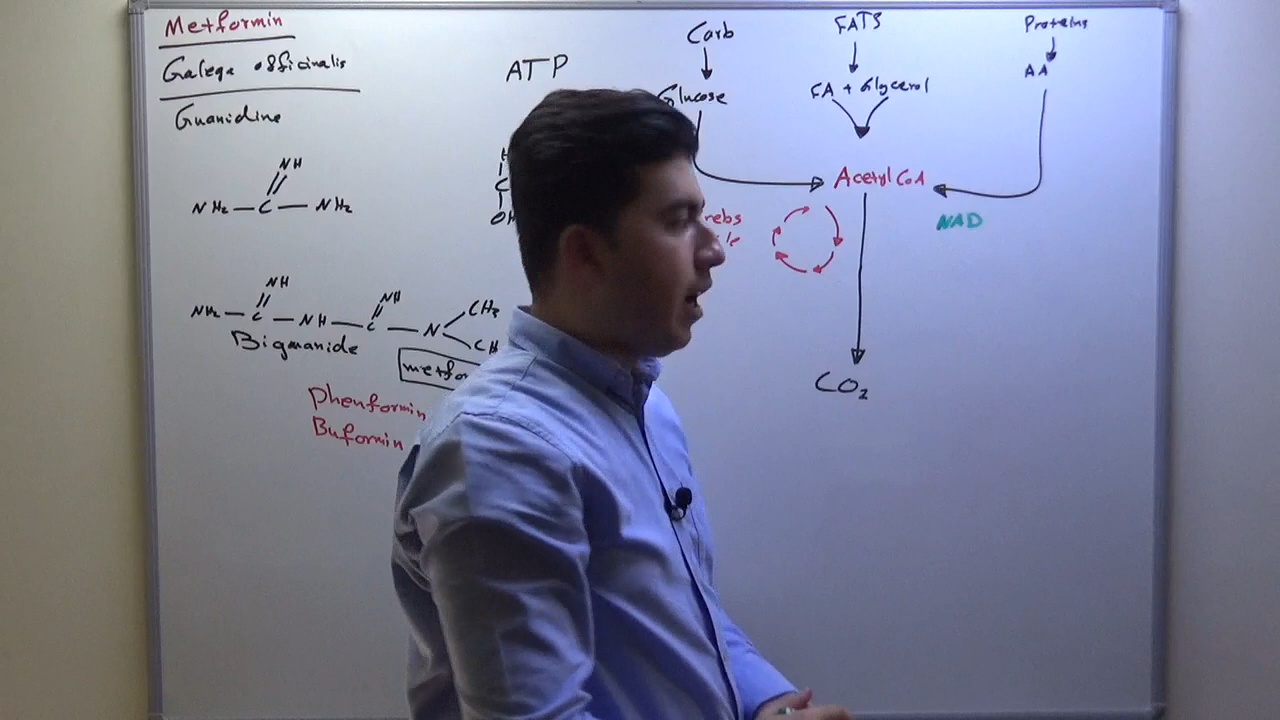 Metformin
Galega officinalis
Guanidine
NH
NH₂ — C — NH₂
NH
NH₂ — C — NH — C — N
NH
CH₃
Biguanide
Phenformin
Buformin
ATP
H
C
OH
Carb
Glucose
FATS
FA + Glycerol
Proteins
AA
Acetyl CoA
NAD
CO₂